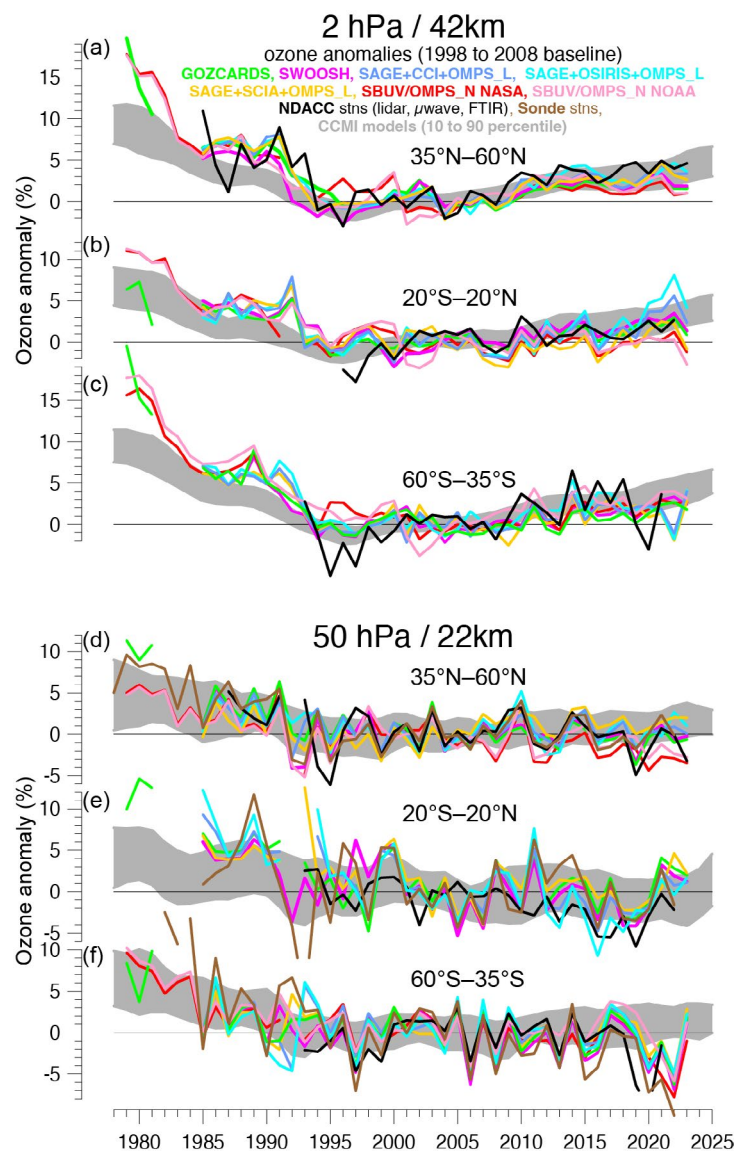 2 hPa / 42km
(a)
ozone anomalies (1998 to 2008 baseline)
GOZCARDS, SWOOSH, SAGE+CCI+OMPS_L, SAGE+OSIRIS+OMPS_L
SAGE+SCIA+OMPS_L, SBUV/OMPS_N NASA, SBUV/OMPS_N NOAA
NDACC stns (lidar, µwave, FTIR), Sonde stns,
CCMI models (10 to 90 percentile)
35°N–60°N
15
10
5
0
Ozone anomaly (%)
(b)
20°S–20°N
10
5
0
(c)
60°S–35°S
15
10
5
0
50 hPa / 22km
(d)
35°N–60°N
10
5
0
-5
Ozone anomaly (%)
(e)
20°S–20°N
10
5
0
-5
(f)
60°S–35°S
10
5
0
-5
1980 1985 1990 1995 2000 2005 2010 2015 2020 2025